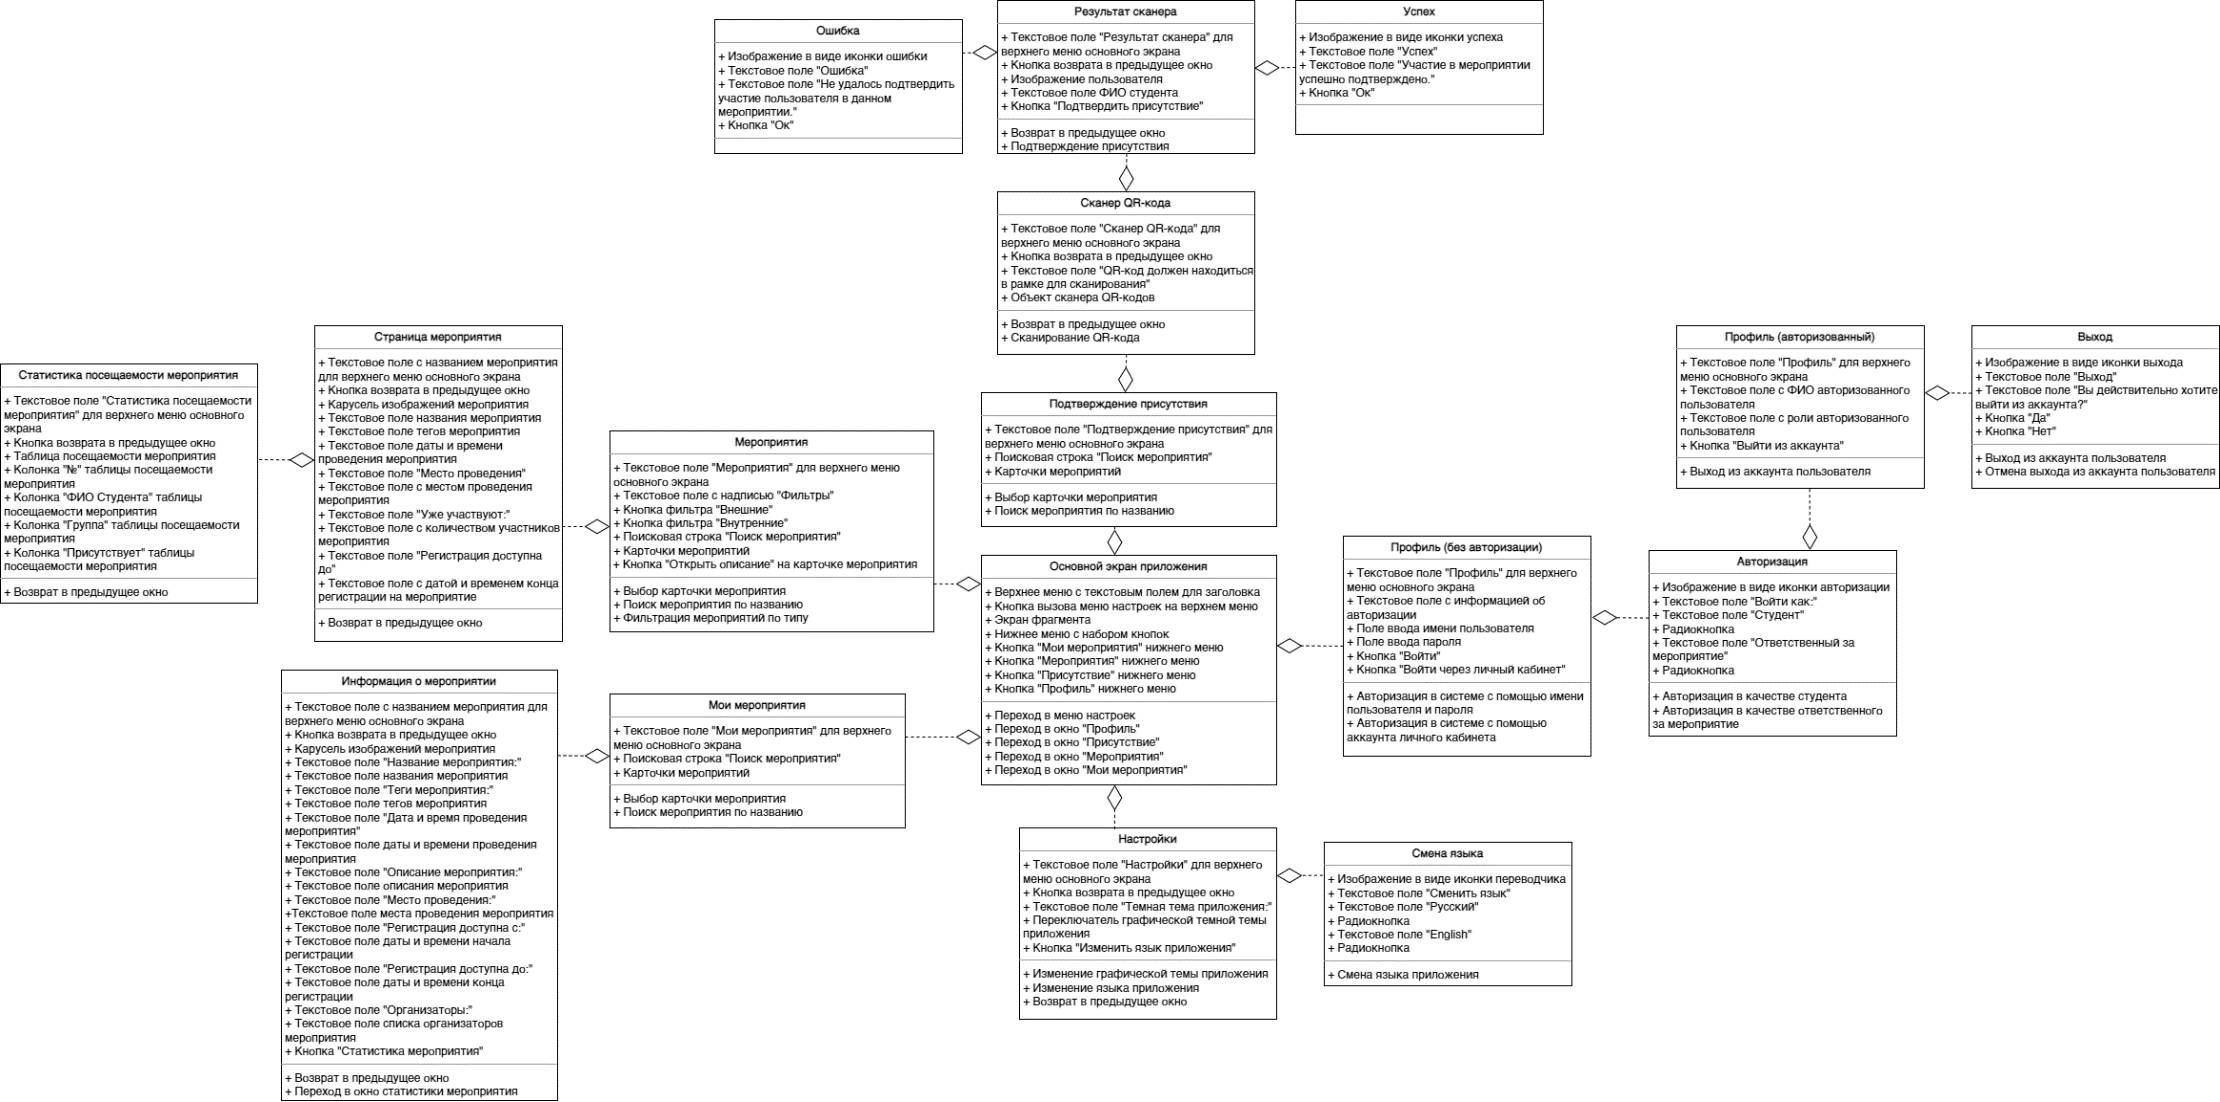 Ошибка
+ Изображение в виде иконки ошибки
+ Текстовое поле "Ошибка"
+ Текстовое поле "Не удалось подтвердить
участие пользователя в данном
мероприятии."
+ Кнопка "Ок"
Результат сканера
+ Текстовое поле "Результат сканера" для
верхнего меню основного экрана
+ Кнопка возврата в предыдущее окно
+ Изображение пользователя
+ Текстовое поле ФИО студента
+ Кнопка "Подтвердить присутствие"
+ Возврат в предыдущее окно
+ Подтверждение присутствия
Успех
+ Изображение в виде иконки успеха
+ Текстовое поле "Успех"
+ Текстовое поле "Участие в мероприятии
успешно подтверждено."
+ Кнопка "Ок"
Сканер QR-кода
+ Текстовое поле "Сканер QR-кода" для
верхнего меню основного экрана
+ Кнопка возврата в предыдущее окно
+ Текстовое поле "QR-код должен находиться
в рамке для сканирования"
+ Объект сканера QR-кодов
+ Возврат в предыдущее окно
+ Сканирование QR-кода
Статистика посещаемости мероприятия
+ Текстовое поле "Статистика посещаемости
мероприятия" для верхнего меню основного
экрана
+ Кнопка возврата в предыдущее окно
+ Таблица посещаемости мероприятия
+ Колонка "№" таблицы посещаемости
мероприятия
+ Колонка "ФИО Студента" таблицы
посещаемости мероприятия
+ Колонка "Группа" таблицы посещаемости
мероприятия
+ Колонка "Присутствует" таблицы
посещаемости мероприятия
+ Возврат в предыдущее окно
Страница мероприятия
+ Текстовое поле с названием мероприятия
для верхнего меню основного экрана
+ Кнопка возврата в предыдущее окно
+ Карусель изображений мероприятия
+ Текстовое поле названия мероприятия
+ Текстовое поле тегов мероприятия
+ Текстовое поле даты и времени
проведения мероприятия
+ Текстовое поле "Место проведения"
+ Текстовое поле с местом проведения
мероприятия
+ Текстовое поле "Уже участвуют:"
+ Текстовое поле с количеством участников
мероприятия
+ Текстовое поле "Регистрация доступна
до"
+ Текстовое поле с датой и временем конца
регистрации на мероприятие
+ Возврат в предыдущее окно
Мероприятия
+ Текстовое поле "Мероприятия" для верхнего меню
основного экрана
+ Текстовое поле с надписью "Фильтры"
+ Кнопка фильтра "Внешние"
+ Кнопка фильтра "Внутренние"
+ Поисковая строка "Поиск мероприятия"
+ Карточки мероприятий
+ Кнопка "Открыть описание" на карточке мероприятия
+ Выбор карточки мероприятия
+ Поиск мероприятия по названию
+ Фильтрация мероприятий по типу
Подтверждение присутствия
+ Текстовое поле "Подтверждение присутствия" для
верхнего меню основного экрана
+ Поисковая строка "Поиск мероприятия"
+ Карточки мероприятий
+ Выбор карточки мероприятия
+ Поиск мероприятия по названию
Профиль (авторизованный)
+ Текстовое поле "Профиль" для верхнего
меню основного экрана
+ Текстовое поле с ФИО авторизованного
пользователя
+ Текстовое поле с роли авторизованного
пользователя
+ Кнопка "Выйти из аккаунта"
+ Выход из аккаунта пользователя
Выход
+ Изображение в виде иконки выхода
+ Текстовое поле "Выход"
+ Текстовое поле "Вы действительно хотите
выйти из аккаунта?"
+ Кнопка "Да"
+ Кнопка "Нет"
+ Выход из аккаунта пользователя
+ Отмена выхода из аккаунта пользователя
Основной экран приложения
+ Верхнее меню с текстовым полем для заголовка
+ Кнопка вызова меню настроек на верхнем меню
+ Экран фрагмента
+ Нижнее меню с набором кнопок
+ Кнопка "Мои мероприятия" нижнего меню
+ Кнопка "Мероприятия" нижнего меню
+ Кнопка "Присутствие" нижнего меню
+ Кнопка "Профиль" нижнего меню
+ Переход в меню настроек
+ Переход в окно "Профиль"
+ Переход в окно "Присутствие"
+ Переход в окно "Мероприятия"
+ Переход в окно "Мои мероприятия"
Профиль (без авторизации)
+ Текстовое поле "Профиль" для верхнего
меню основного экрана
+ Текстовое поле с информацией об
авторизации
+ Поле ввода имени пользователя
+ Поле ввода пароля
+ Кнопка "Войти"
+ Кнопка "Войти через личный кабинет"
+ Авторизация в системе с помощью имени
пользователя и пароля
+ Авторизация в системе с помощью
аккаунта личного кабинета
Авторизация
+ Изображение в виде иконки авторизации
+ Текстовое поле "Войти как:"
+ Текстовое поле "Студент"
+ Радиокнопка
+ Текстовое поле "Ответственный за
мероприятие"
+ Радиокнопка
+ Авторизация в качестве студента
+ Авторизация в качестве ответственного
за мероприятие
Информация о мероприятии
+ Текстовое поле с названием мероприятия для
верхнего меню основного экрана
+ Кнопка возврата в предыдущее окно
+ Карусель изображений мероприятия
+ Текстовое поле "Название мероприятия:"
+ Текстовое поле названия мероприятия
+ Текстовое поле "Теги мероприятия:"
+ Текстовое поле тегов мероприятия
+ Текстовое поле "Дата и время проведения
мероприятия"
+ Текстовое поле даты и времени проведения
мероприятия
+ Текстовое поле "Описание мероприятия:"
+ Текстовое поле описания мероприятия
+ Текстовое поле "Место проведения:"
+Текстовое поле места проведения мероприятия
+ Текстовое поле "Регистрация доступна с:"
+ Текстовое поле даты и времени начала
регистрации
+ Текстовое поле "Регистрация доступна до:"
+ Текстовое поле даты и времени конца
регистрации
+ Текстовое поле "Организаторы:"
+ Текстовое поле списка организаторов
мероприятия
+ Кнопка "Статистика мероприятия"
+ Возврат в предыдущее окно
+ Переход в окно статистики мероприятия
Мои мероприятия
+ Текстовое поле "Мои мероприятия" для верхнего
меню основного экрана
+ Поисковая строка "Поиск мероприятия"
+ Карточки мероприятий
+ Выбор карточки мероприятия
+ Поиск мероприятия по названию
Настройки
+ Текстовое поле "Настройки" для верхнего
меню основного экрана
+ Кнопка возврата в предыдущее окно
+ Текстовое поле "Темная тема приложения:"
+ Переключатель графической темной темы
приложения
+ Кнопка "Изменить язык приложения"
+ Изменение графической темы приложения
+ Изменение языка приложения
+ Возврат в предыдущее окно
Смена языка
+ Изображение в виде иконки переводчика
+ Текстовое поле "Сменить язык"
+ Текстовое поле "Русский"
+ Радиокнопка
+ Текстовое поле "English"
+ Радиокнопка
+ Смена языка приложения